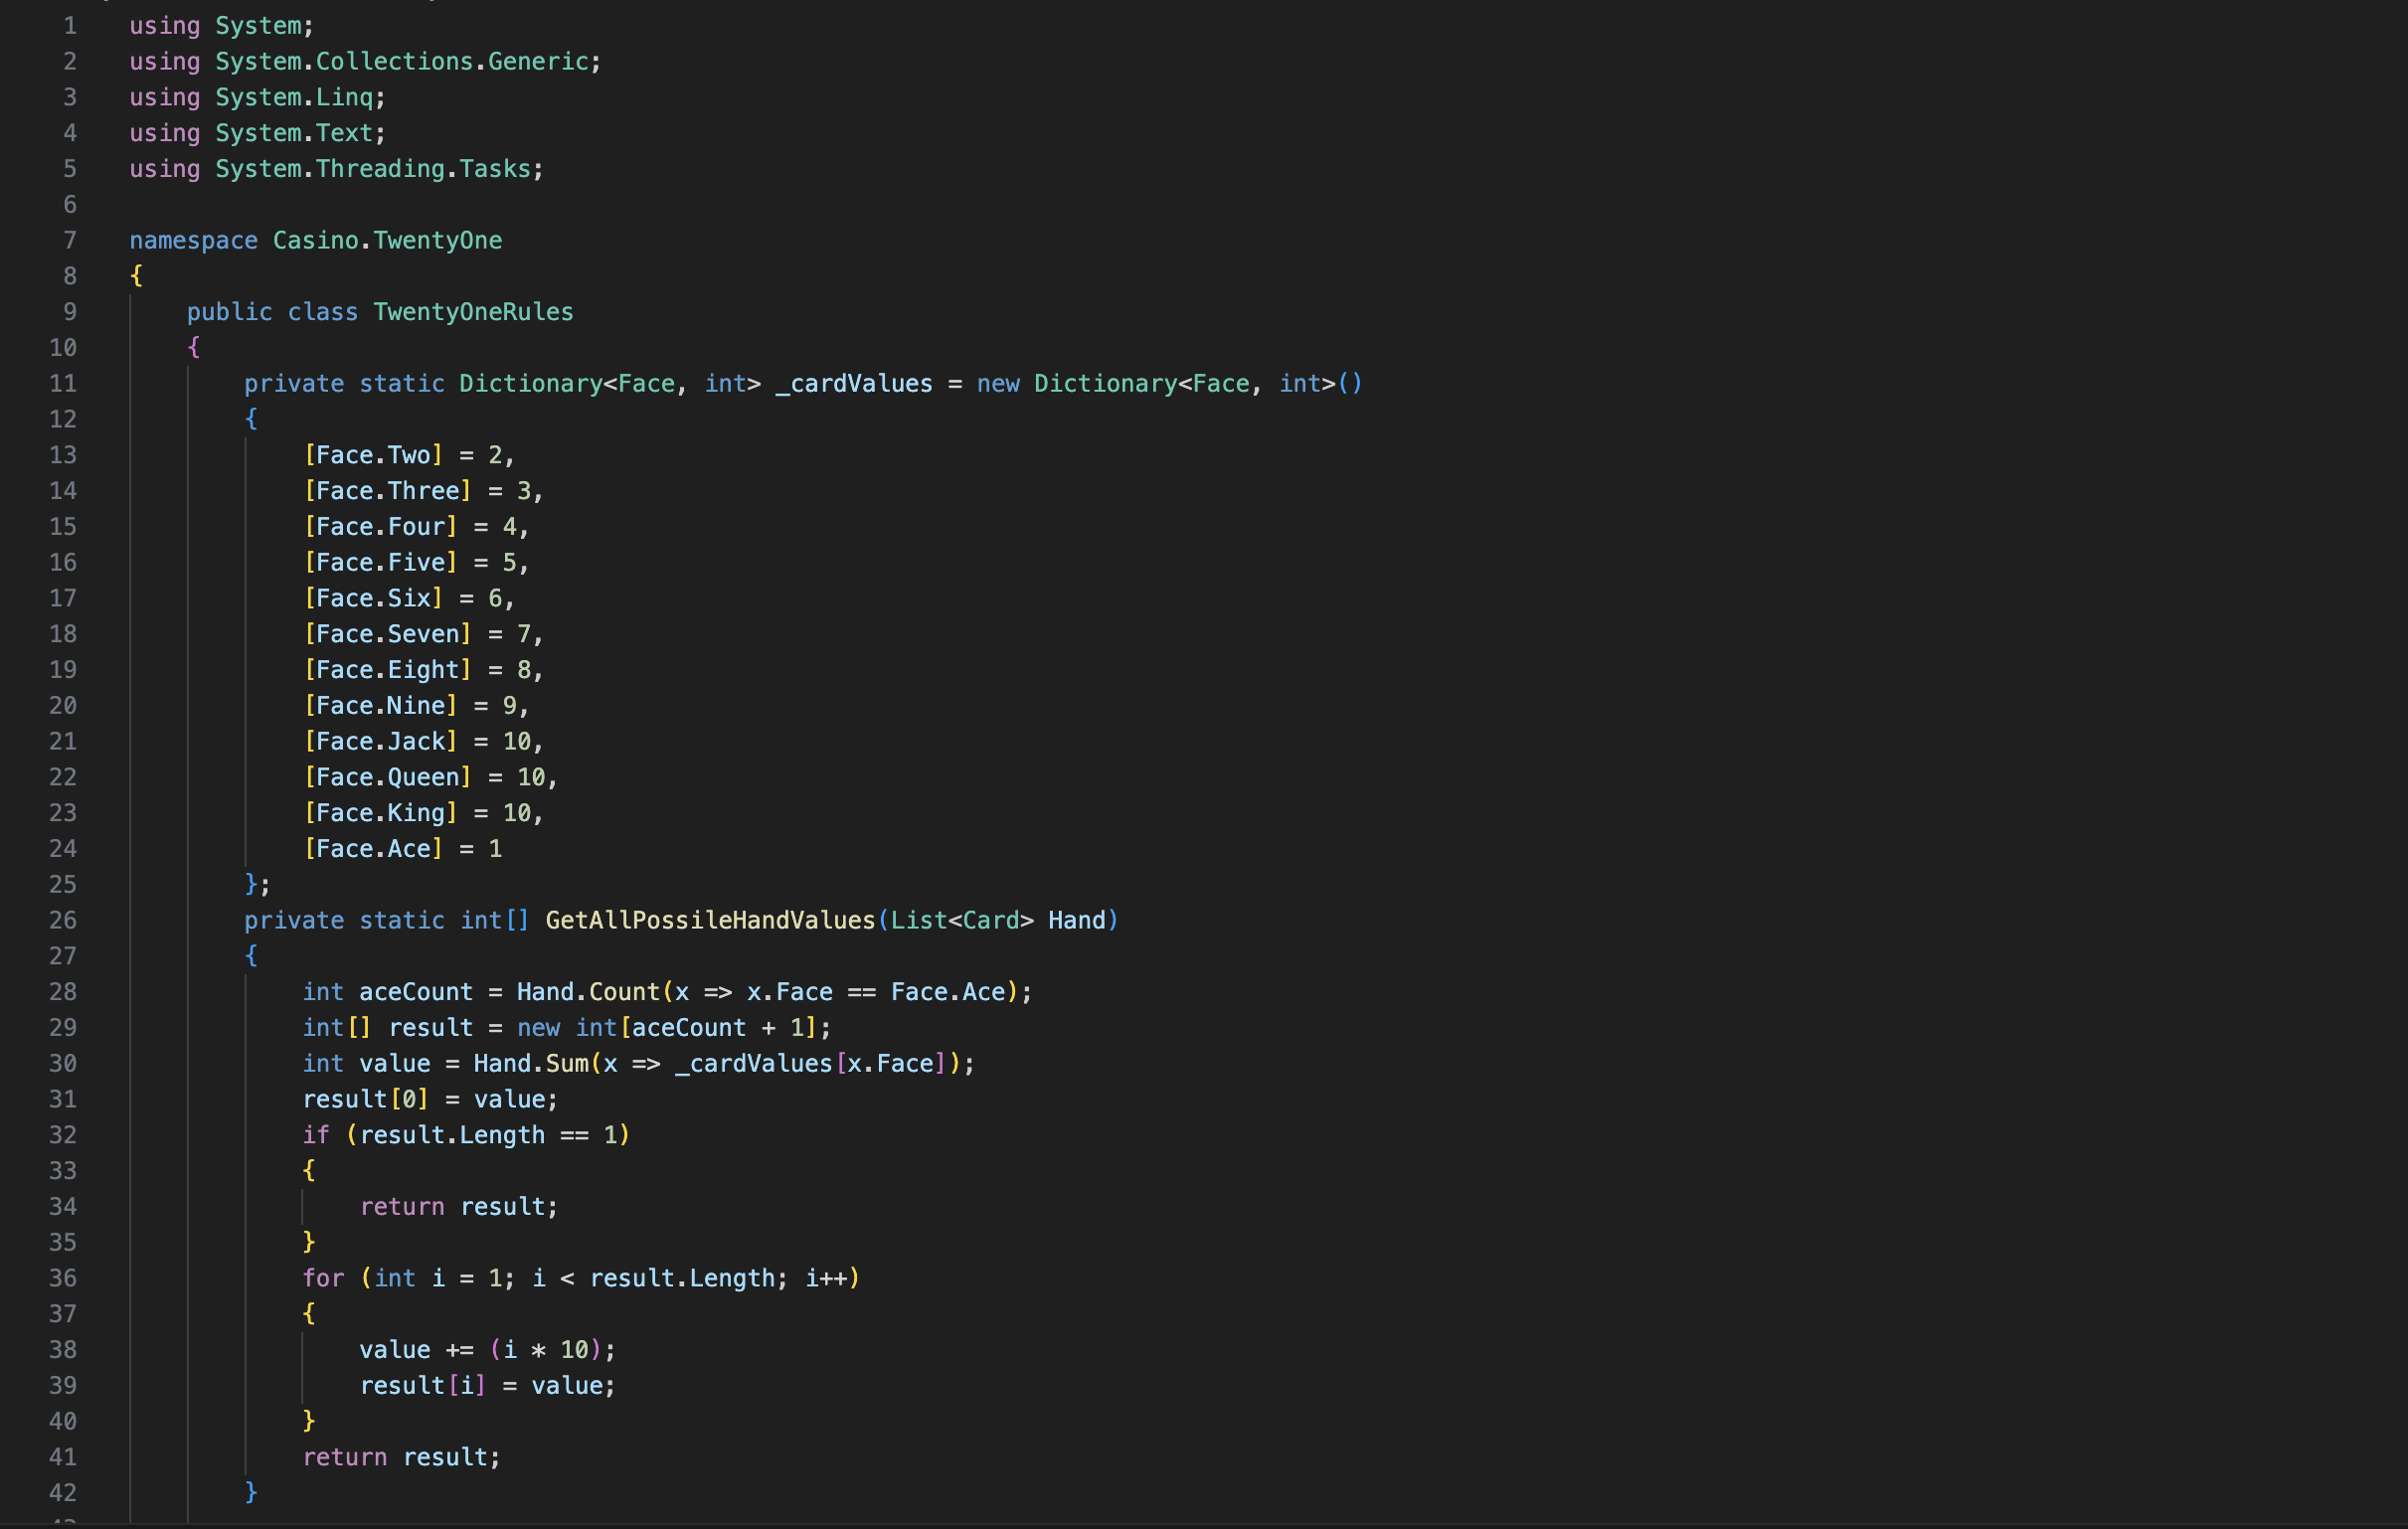 1 using System;
2 using System.Collections.Generic;
3 using System.Linq;
4 using System.Text;
5 using System.Threading.Tasks;
6
7 namespace Casino.TwentyOne
8 {
9     public class TwentyOneRules
10     {
11         private static Dictionary<Face, int> _cardValues = new Dictionary<Face, int>()
12         {
13             [Face.Two] = 2,
14             [Face.Three] = 3,
15             [Face.Four] = 4,
16             [Face.Five] = 5,
17             [Face.Six] = 6,
18             [Face.Seven] = 7,
19             [Face.Eight] = 8,
20             [Face.Nine] = 9,
21             [Face.Jack] = 10,
22             [Face.Queen] = 10,
23             [Face.King] = 10,
24             [Face.Ace] = 1
25         };
26         private static int[] GetAllPossileHandValues(List<Card> Hand)
27         {
28             int aceCount = Hand.Count(x => x.Face == Face.Ace);
29             int[] result = new int[aceCount + 1];
30             int value = Hand.Sum(x => _cardValues[x.Face]);
31             result[0] = value;
32             if (result.Length == 1)
33             {
34                 return result;
35             }
36             for (int i = 1; i < result.Length; i++)
37             {
38                 value += (i * 10);
39                 result[i] = value;
40             }
41             return result;
42         }